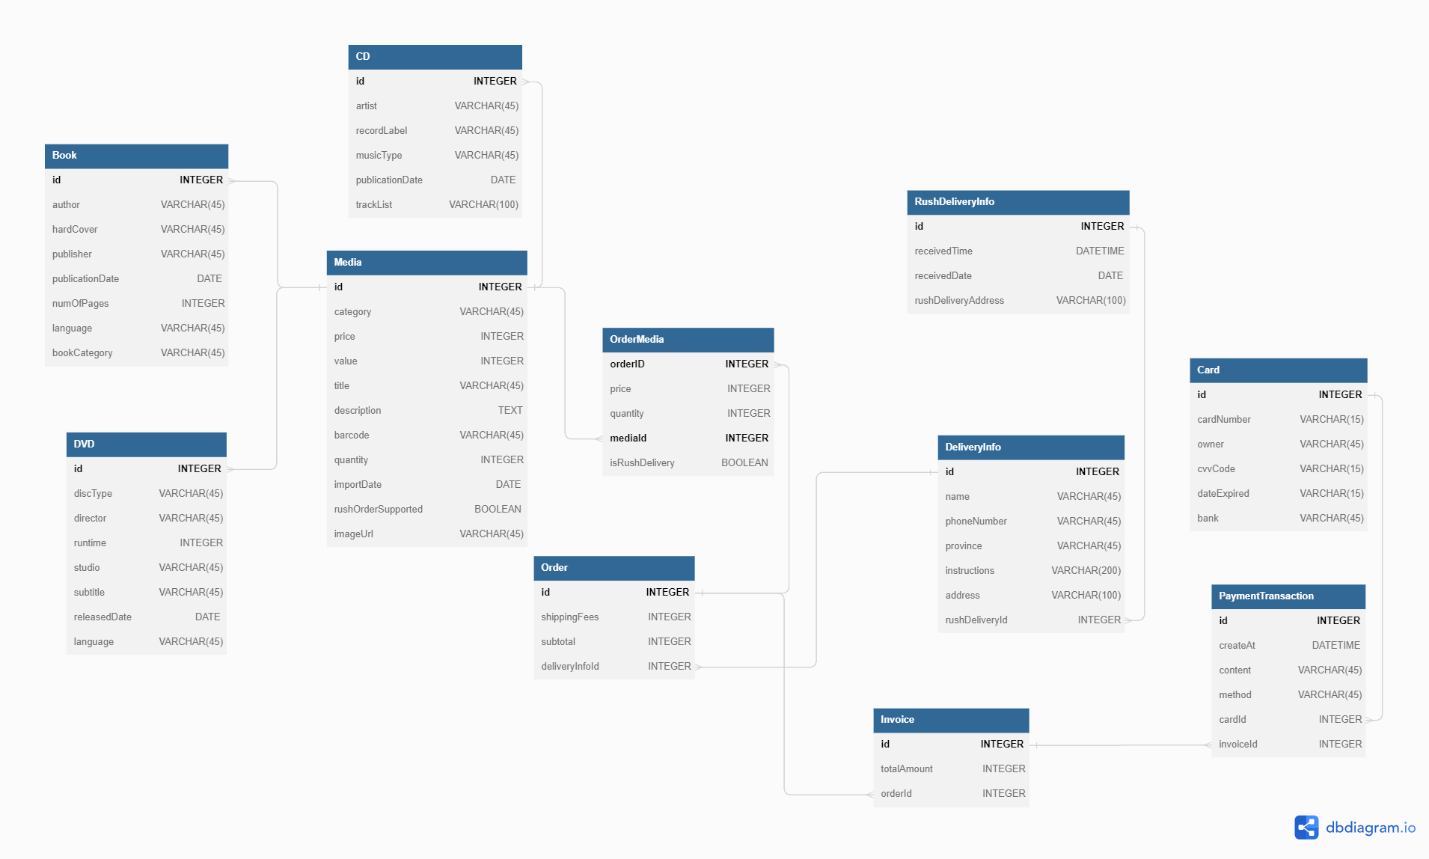 CD
id INTEGER
artist VARCHAR(45)
recordLabel VARCHAR(45)
musicType VARCHAR(45)
publicationDate DATE
trackList VARCHAR(100)
Book
id INTEGER
author VARCHAR(45)
hardCover VARCHAR(45)
publisher VARCHAR(45)
publicationDate DATE
numOfPages INTEGER
language VARCHAR(45)
bookCategory VARCHAR(45)
RushDeliveryInfo
id INTEGER
receivedTime DATETIME
receivedDate DATE
rushDeliveryAddress VARCHAR(100)
Media
id INTEGER
category VARCHAR(45)
price INTEGER
value INTEGER
title VARCHAR(45)
description TEXT
barcode VARCHAR(45)
quantity INTEGER
importDate DATE
rushOrderSupported BOOLEAN
imageUrl VARCHAR(45)
OrderMedia
orderID INTEGER
price INTEGER
quantity INTEGER
mediaId INTEGER
isRushDelivery BOOLEAN
Card
id INTEGER
cardNumber VARCHAR(15)
owner VARCHAR(45)
cvvCode VARCHAR(15)
dateExpired VARCHAR(15)
bank VARCHAR(45)
DVD
id INTEGER
discType VARCHAR(45)
director VARCHAR(45)
runtime INTEGER
studio VARCHAR(45)
subtitle VARCHAR(45)
releasedDate DATE
language VARCHAR(45)
DeliveryInfo
id INTEGER
name VARCHAR(45)
phoneNumber VARCHAR(45)
province VARCHAR(45)
instructions VARCHAR(200)
address VARCHAR(100)
rushDeliveryId INTEGER
Order
id INTEGER
shippingFees INTEGER
subtotal INTEGER
deliveryInfoId INTEGER
PaymentTransaction
id INTEGER
createAt DATETIME
content VARCHAR(45)
method VARCHAR(45)
cardId INTEGER
invoiceId INTEGER
Invoice
id INTEGER
totalAmount INTEGER
orderId INTEGER
dbdiagram.io